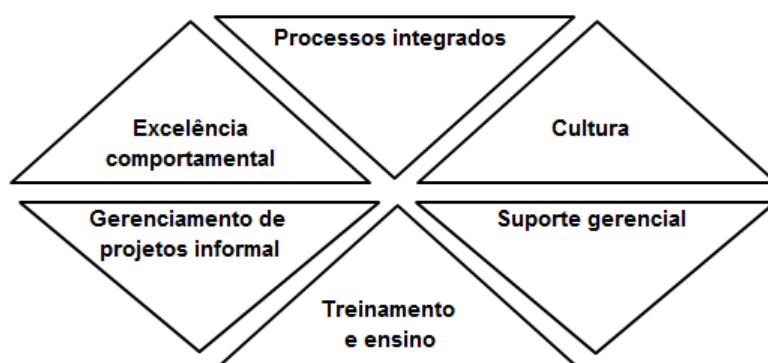 Processos integrados
Excelência
comportamental
Cultura
Gerenciamento de
projetos informal
Suporte gerencial
Treinamento
e ensino